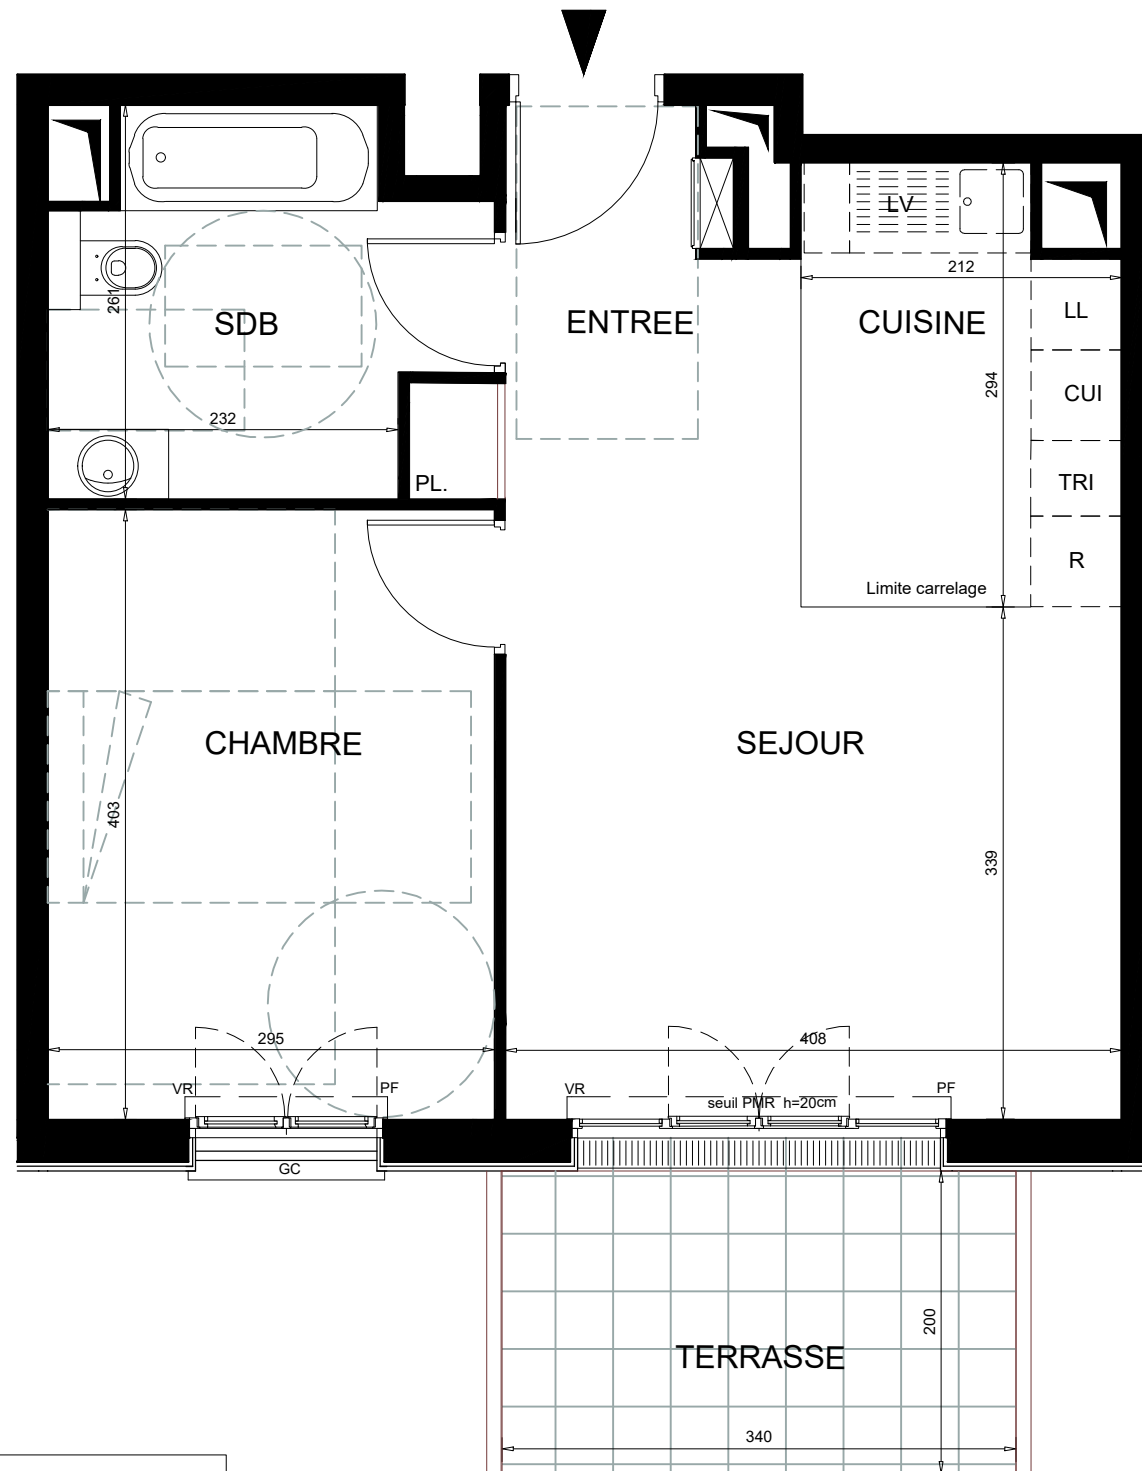 LV
212
261
SDB
ENTREE
CUISINE
LL
294
CUI
232
PL.
TRI
R
Limite carrelage
CHAMBRE
SEJOUR
403
339
295
408
VR
PF
VR
seuil PMR h=20cm
PF
GC
200
TERRASSE
340